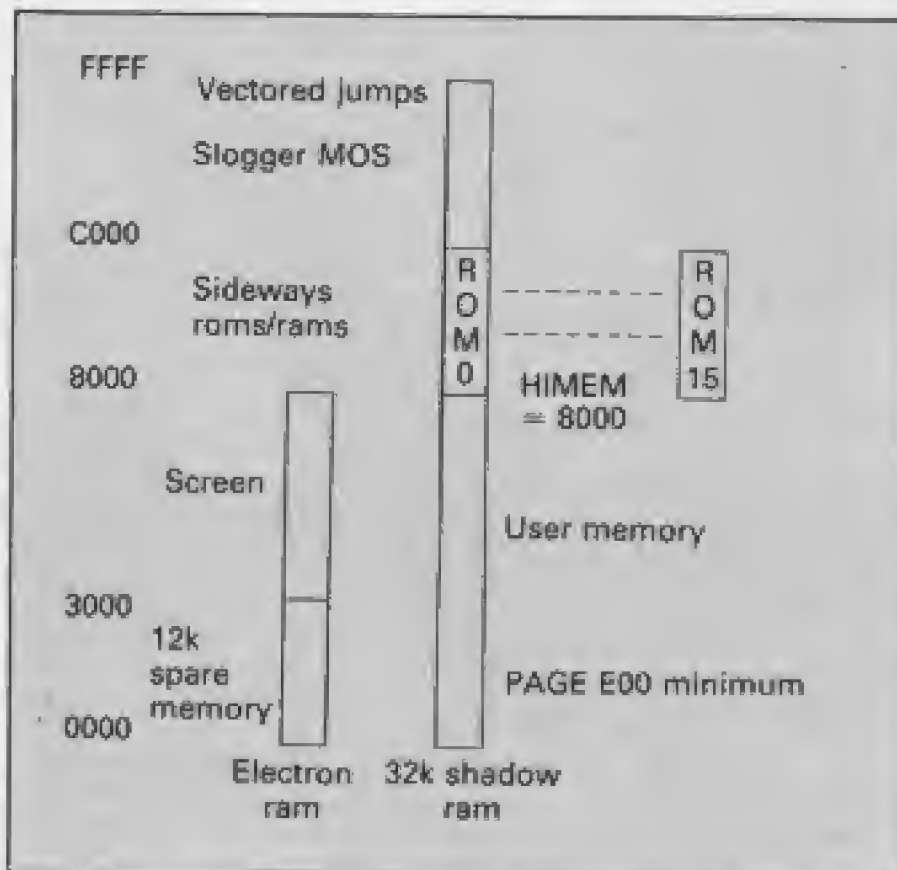 FFFF
Vectored jumps
Slogger MOS
C000
Sideways
roms/rams
R
O
M
0
R
O
M
15
8000
HIMEM
= 8000
Screen
User memory
3000
12k
spare
memory
PAGE E00 minimum
0000
Electron
ram
32k shadow
ram